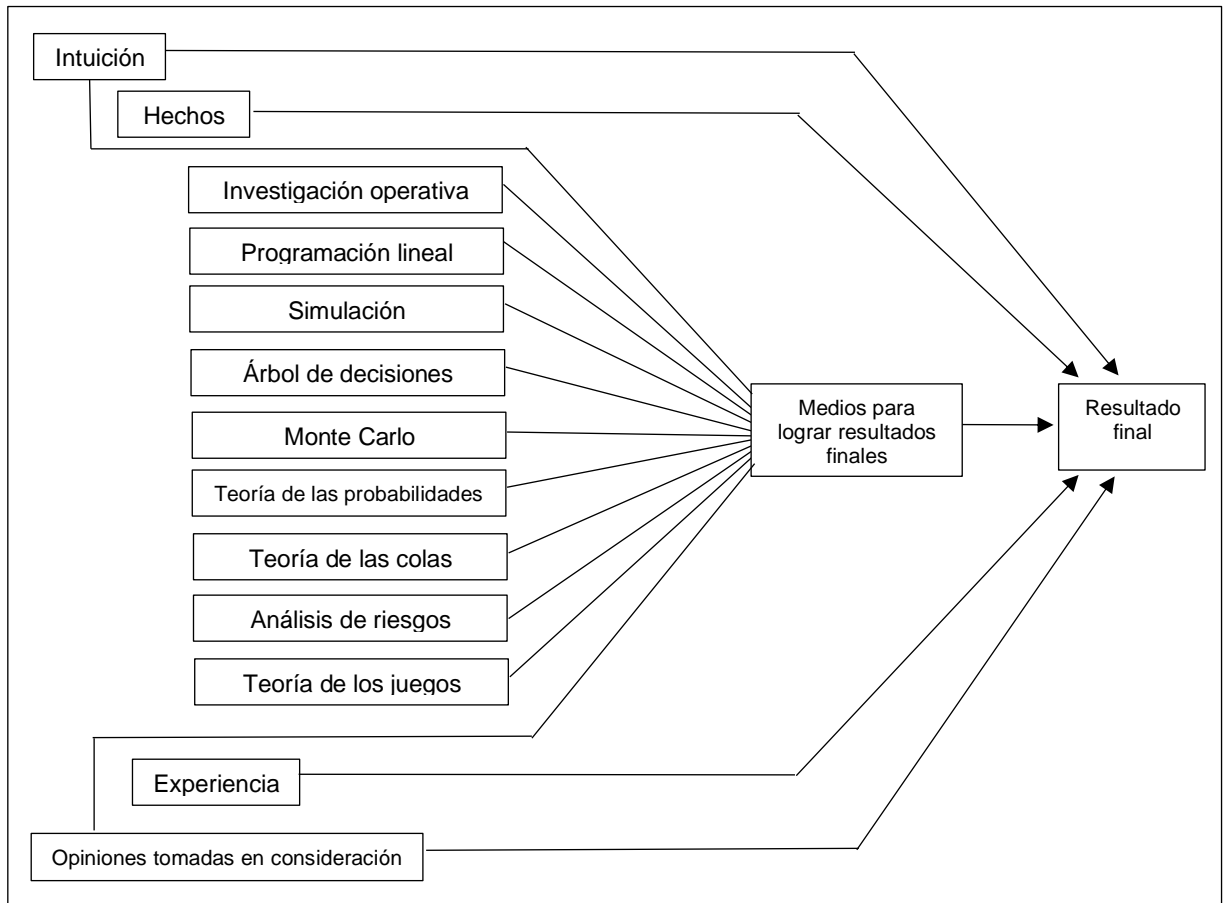 Intuición
Hechos
Investigación operativa
Programación lineal
Simulación
Árbol de decisiones
Monte Carlo
Teoría de las probabilidades
Teoría de las colas
Análisis de riesgos
Teoría de los juegos
Experiencia
Opiniones tomadas en consideración
Medios para
lograr resultados
finales
Resultado
final